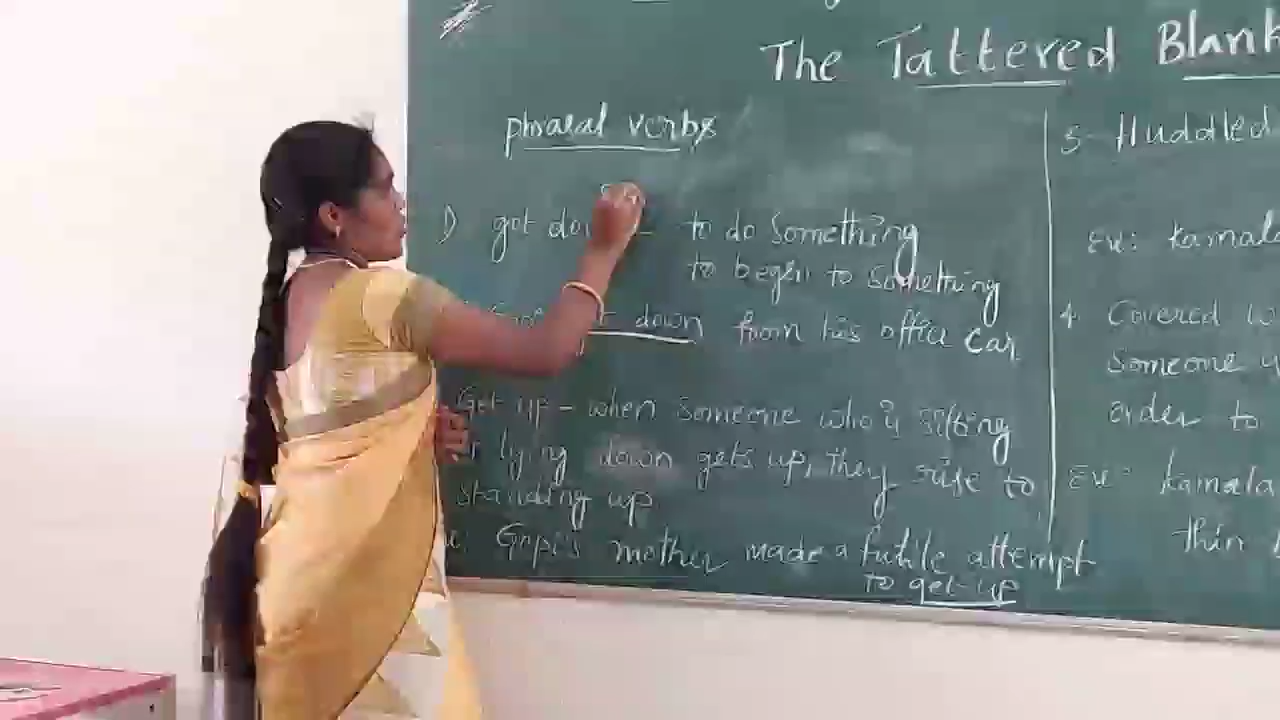 The Tattered Blank
phrasal verbs
1) got do — to do something
to begin to something
down from his office car
Get up - when someone who is sitting
lying down gets up, they rise to
standing up
Gopi's mother made a futile attempt
to get-up
Huddled
Ex: Kamala
4. Covered
Someone
order to
Ex: kamala
thin